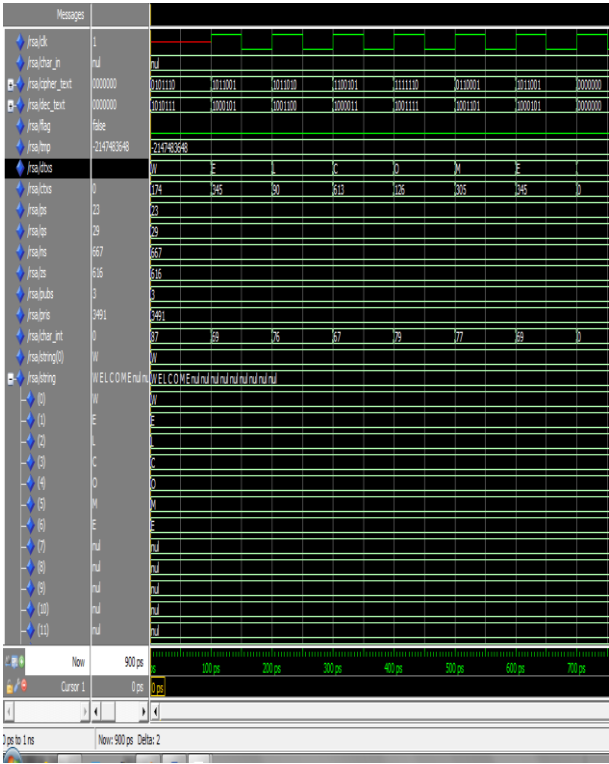 Messages
/rsa/clk 1
/rsa/char_in nul nul
/rsa/cipher_text 0000000 0101110 1011001 1011010 1100101 1111110 0110001 1011001 0000000
/rsa/dec_text 0000000 1010111 1000101 1001100 1000011 1001111 1001101 1000101 0000000
/rsa/flag false
/rsa/tmp -2147483648 -2147483648
/rsa/dtxs W E L C O M E
/rsa/ctxs 0 174 345 90 613 126 305 345 0
/rsa/ps 23 23
/rsa/qs 29 29
/rsa/ns 667 667
/rsa/zs 616 616
/rsa/pubs 3 3
/rsa/pris 3491 3491
/rsa/char_int 0 87 69 76 67 79 77 69 0
/rsa/string(0) W W
/rsa/string W E L C O M E nul nu W E L C O M E nul nul nul nul nul nul nul nul nul
(0) W W
(1) E E
(2) L L
(3) C C
(4) O O
(5) M M
(6) E E
(7) nul nul
(8) nul nul
(9) nul nul
(10) nul nul
(11) nul nul
Now 900 ps ps 100 ps 200 ps 300 ps 400 ps 500 ps 600 ps 700 ps
Cursor 1 0 ps 0 ps
ps to 1 ns Now: 900 ps Delta: 2